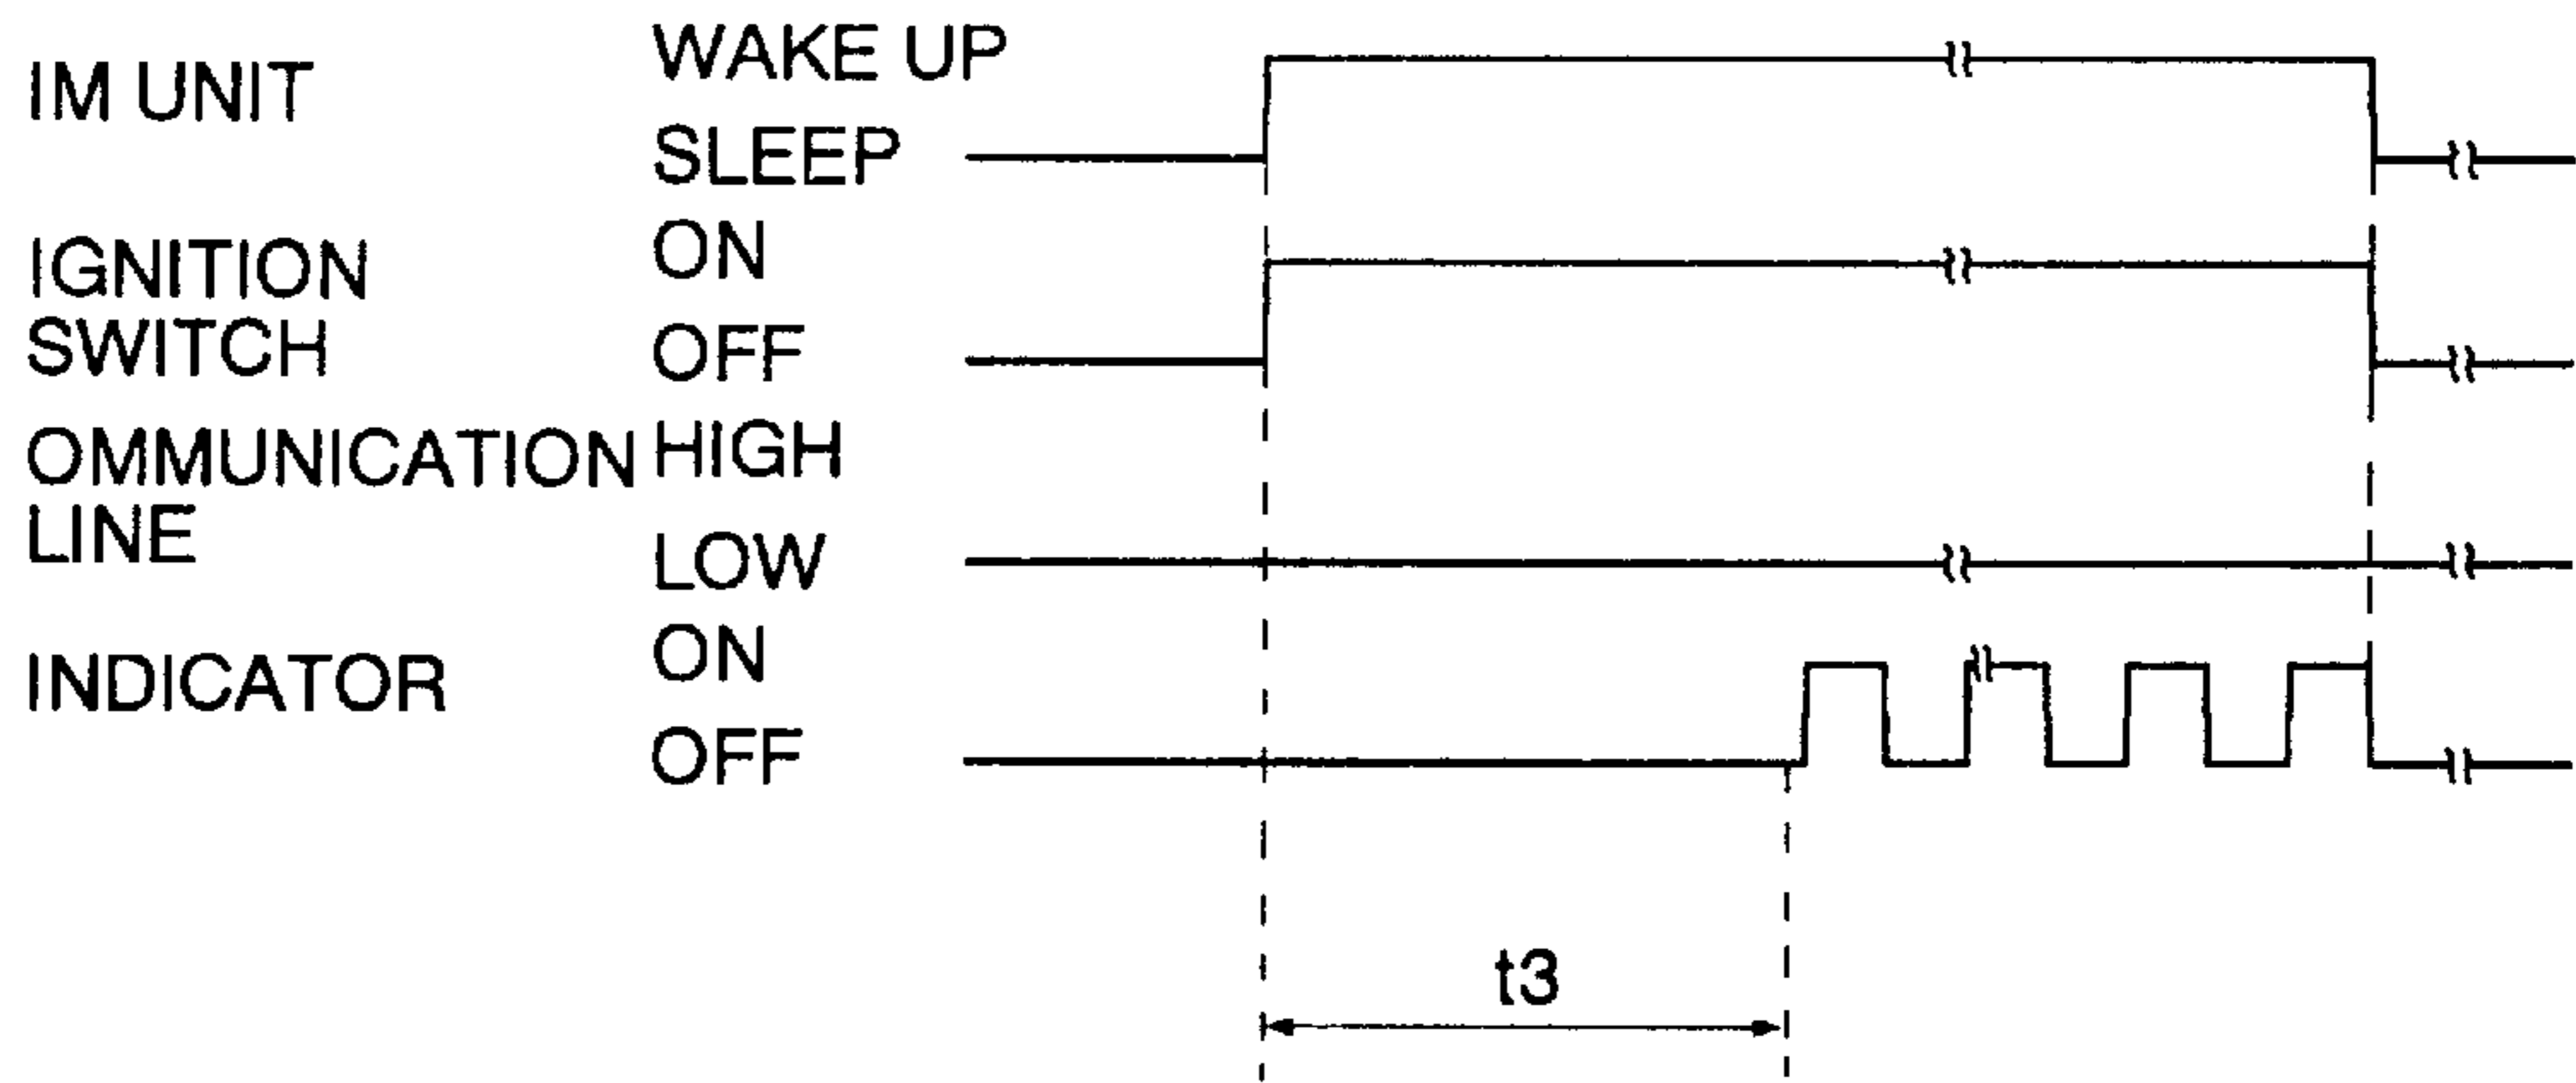 IM UNIT
WAKE UP
SLEEP
IGNITION
SWITCH
ON
OFF
OMMUNICATION
LINE
HIGH
LOW
INDICATOR
ON
OFF
t3